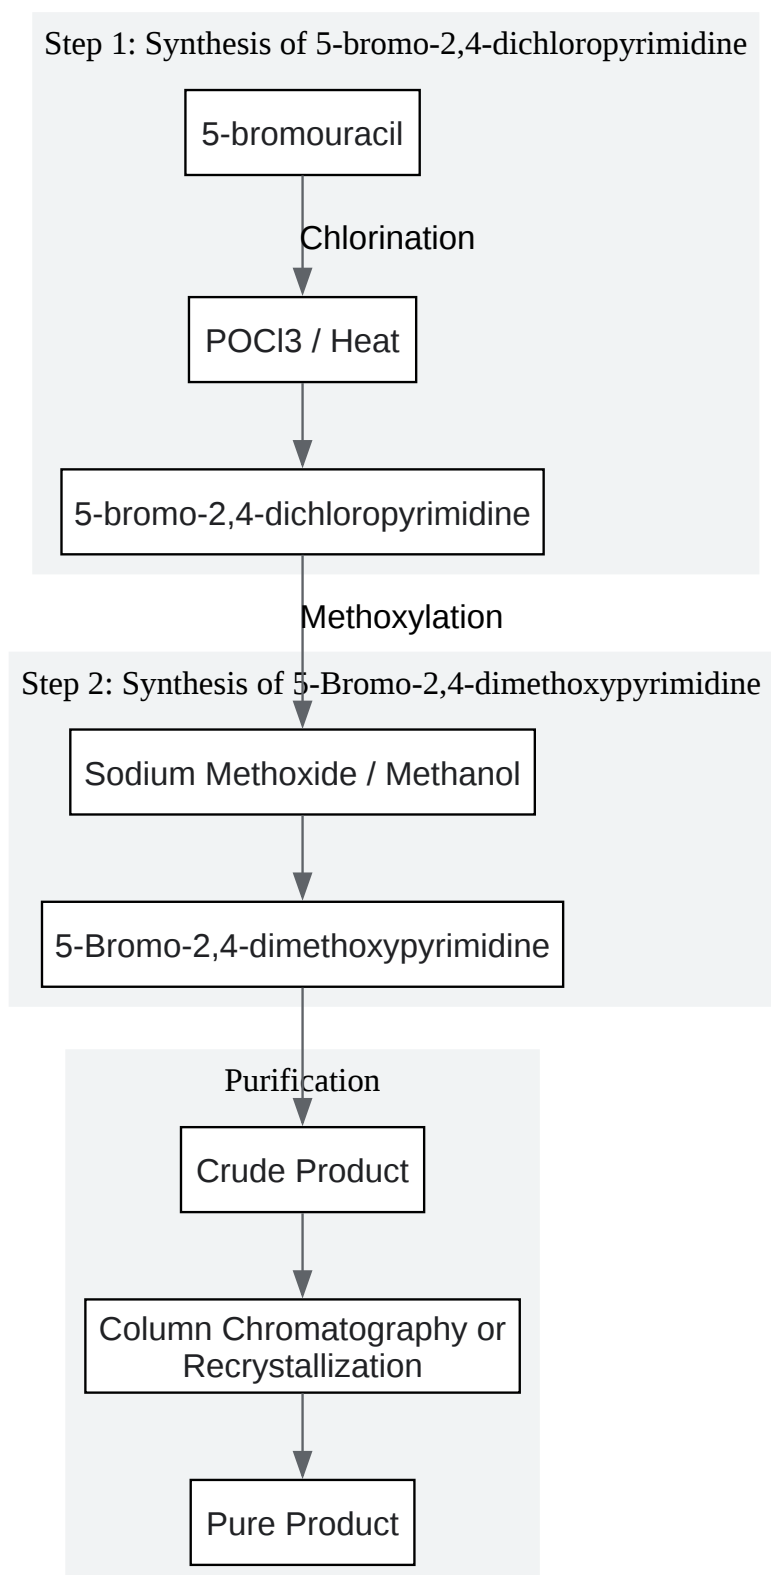 Step 1: Synthesis of 5-bromo-2,4-dichloropyrimidine
5-bromouracil
Chlorination
POCl3 / Heat
5-bromo-2,4-dichloropyrimidine
Methoxylation
Step 2: Synthesis of 5-Bromo-2,4-dimethoxypyrimidine
Sodium Methoxide / Methanol
5-Bromo-2,4-dimethoxypyrimidine
Purification
Crude Product
Column Chromatography or
Recrystallization
Pure Product